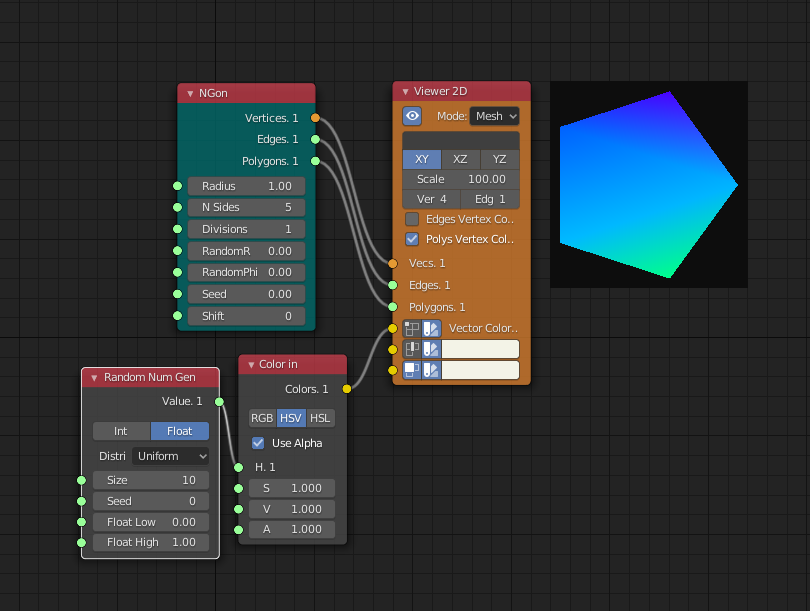 NGon
Vertices. 1
Edges. 1
Polygons. 1
Radius 1.00
N Sides 5
Divisions 1
RandomR 0.00
RandomPhi 0.00
Seed 0.00
Shift 0
Viewer 2D
Mode: Mesh
XY XZ YZ
Scale 100.00
Ver 4 Edg 1
Edges Vertex Co..
Polys Vertex Col..
Vecs. 1
Edges. 1
Polygons. 1
Vector Color..
Random Num Gen
Value. 1
Int Float
Distri Uniform
Size 10
Seed 0
Float Low 0.00
Float High 1.00
Color in
Colors. 1
RGB HSV HSL
Use Alpha
H. 1
S 1.000
V 1.000
A 1.000